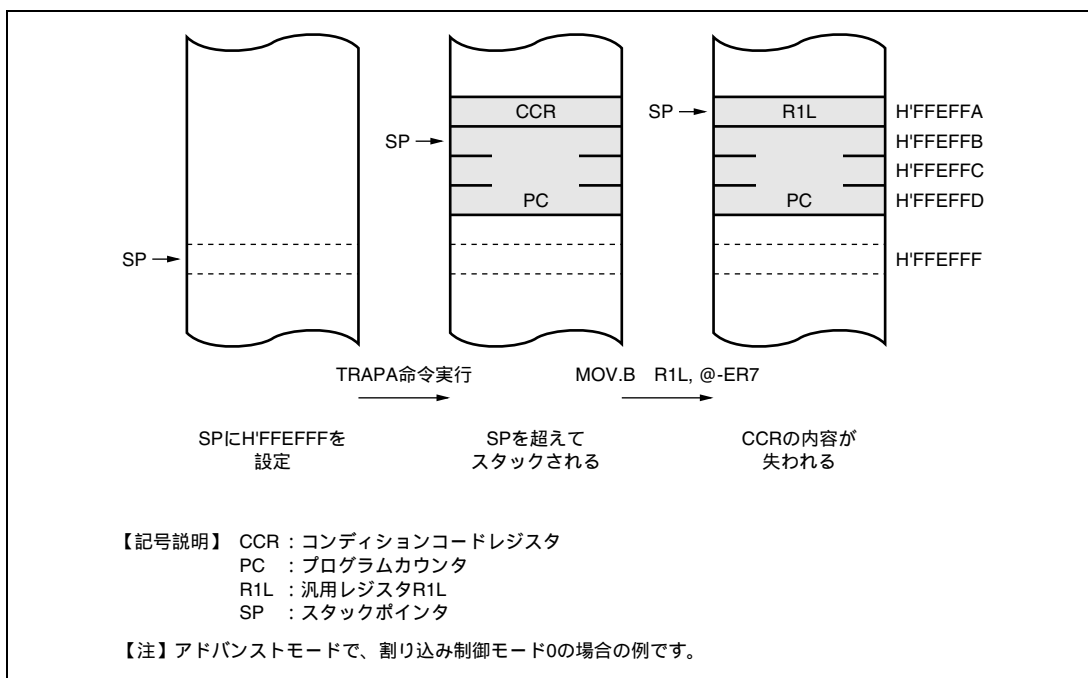 CCR
SP
R1L
H'FFEFFA
SP
H'FFEFFB
H'FFEFFC
PC
PC
H'FFEFFD
SP
H'FFEFFF
TRAPA命令実行
MOV.B R1L, @-ER7
SPにH'FFEFFFを
設定
SPを超えて
スタックされる
CCRの内容が
失われる
【記号説明】 CCR:コンディションコードレジスタ
PC :プログラムカウンタ
R1L :汎用レジスタR1L
SP :スタックポインタ
【注】アドバンストモードで、割り込み制御モード0の場合の例です。